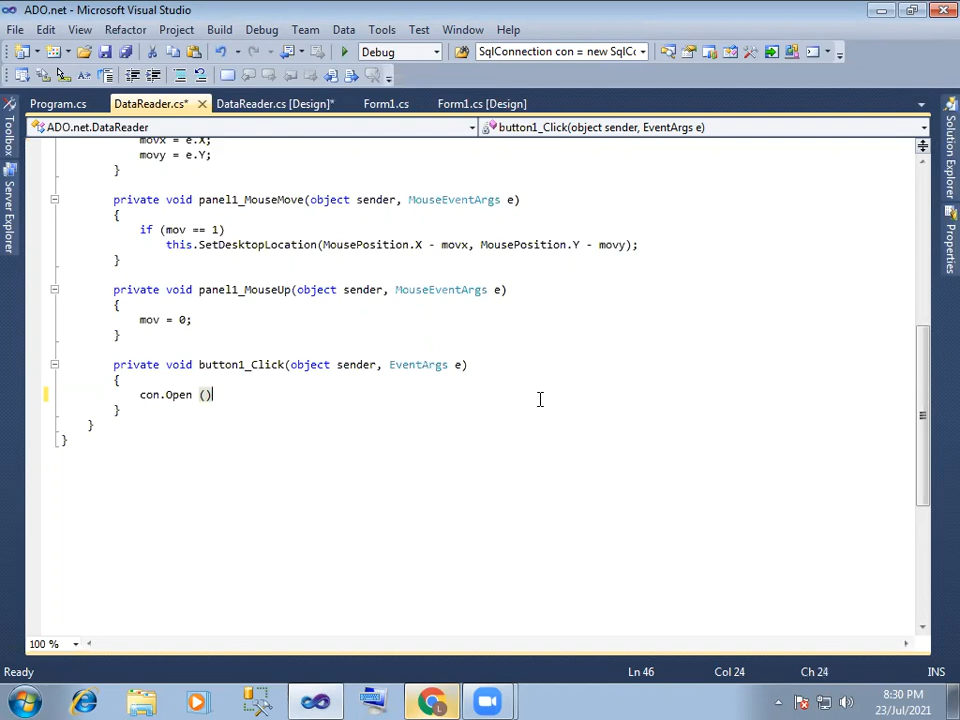 ADO.net - Microsoft Visual Studio
File Edit View Refactor Project Build Debug Team Data Tools Test Window Help
Debug SqlConnection con = new SqlCc
Program.cs DataReader.cs* DataReader.cs [Design]* Form1.cs Form1.cs [Design]
ADO.net.DataReader button1_Click(object sender, EventArgs e)
Toolbox
Server Explorer
Solution Explorer
Properties
movx = e.X;
movy = e.Y;
}
private void panel1_MouseMove(object sender, MouseEventArgs e)
{
if (mov == 1)
this.SetDesktopLocation(MousePosition.X - movx, MousePosition.Y - movy);
}
private void panel1_MouseUp(object sender, MouseEventArgs e)
{
mov = 0;
}
private void button1_Click(object sender, EventArgs e)
{
con.Open ()
}
}
}
100 %
Ready Ln 46 Col 24 Ch 24 INS
8:30 PM
23/Jul/2021